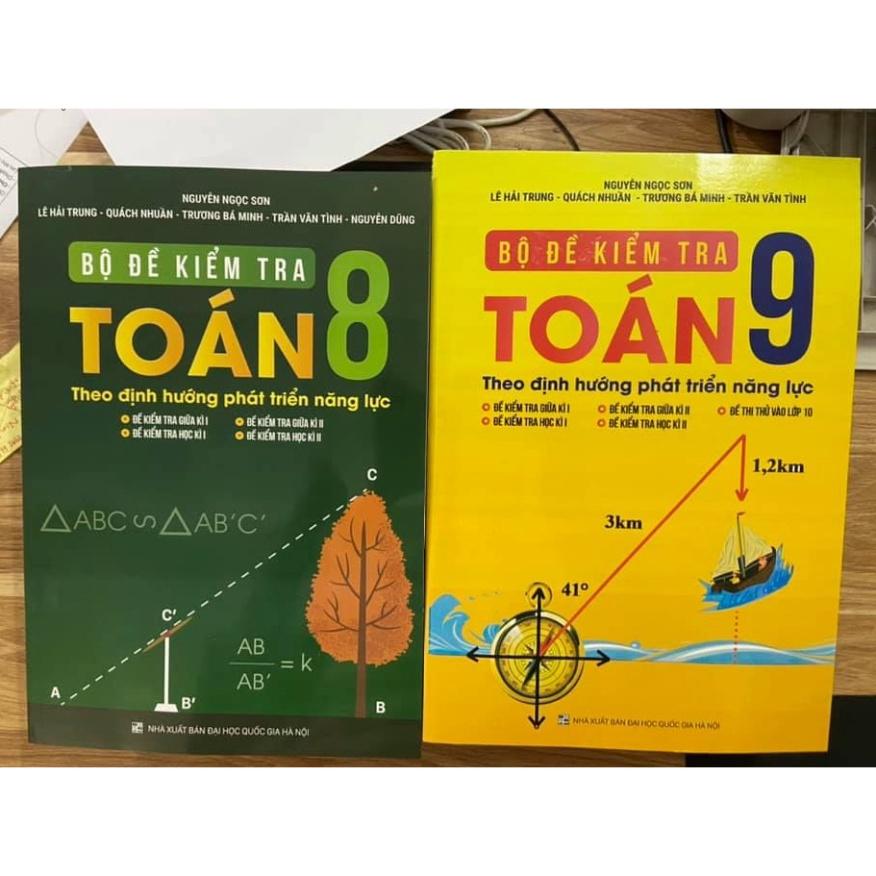 NGUYỄN NGỌC SƠN
LÊ HẢI TRUNG - QUÁCH NHUẦN - TRƯƠNG BÁ MINH - TRẦN VĂN TÌNH - NGUYÊN DŨNG
BỘ ĐỀ KIỂM TRA
TOÁN 8
Theo định hướng phát triển năng lực
ĐỀ KIỂM TRA GIỮA KÌ I
ĐỀ KIỂM TRA GIỮA KÌ II
ĐỀ KIỂM TRA HỌC KÌ I
ĐỀ KIỂM TRA HỌC KÌ II
C
△ABC ∽ △AB'C'
C'
AB
AB'
= k
A
B'
B
NHÀ XUẤT BẢN ĐẠI HỌC QUỐC GIA HÀ NỘI
NGUYỄN NGỌC SƠN
LÊ HẢI TRUNG - QUÁCH NHUẦN - TRƯƠNG BÁ MINH - TRẦN VĂN TÌNH
BỘ ĐỀ KIỂM TRA
TOÁN 9
Theo định hướng phát triển năng lực
ĐỀ KIỂM TRA GIỮA KÌ I
ĐỀ KIỂM TRA GIỮA KÌ II
ĐỀ THI THỬ VÀO LỚP 10
ĐỀ KIỂM TRA HỌC KÌ I
ĐỀ KIỂM TRA HỌC KÌ II
1,2km
3km
41°
NHÀ XUẤT BẢN ĐẠI HỌC QUỐC GIA HÀ NỘI